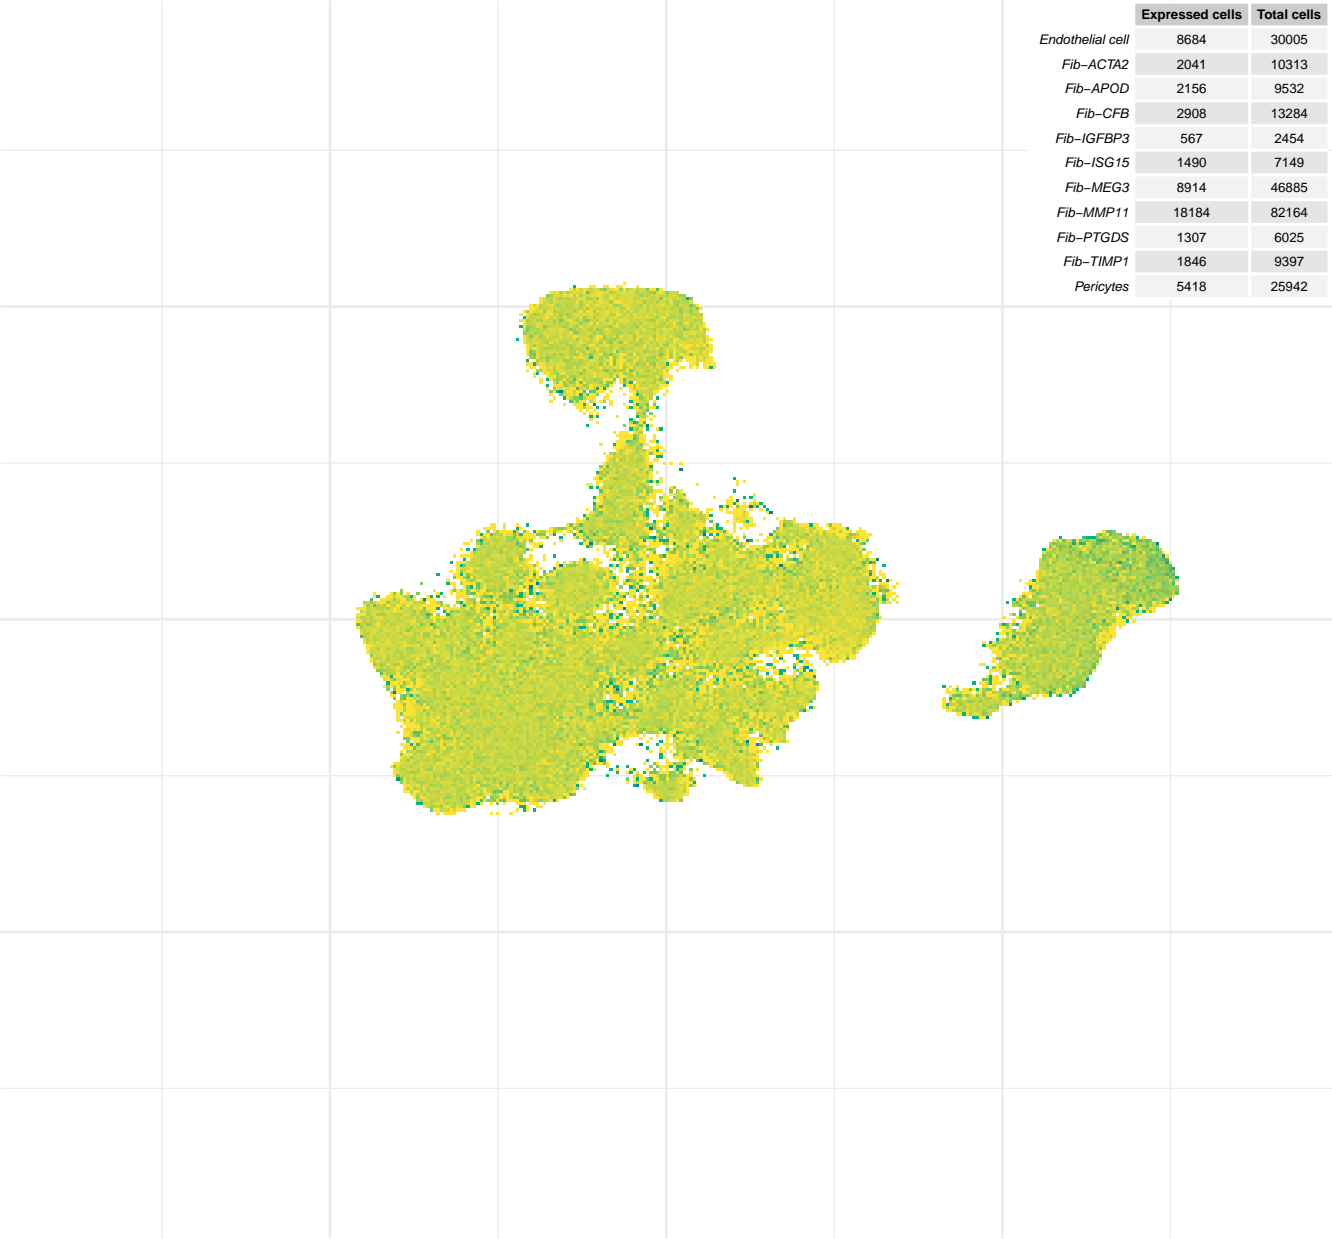 Expressed cells Total cells
Endothelial cell 8684 30005
Fib−ACTA2 2041 10313
Fib−APOD 2156 9532
Fib−CFB 2908 13284
Fib−IGFBP3 567 2454
Fib−ISG15 1490 7149
Fib−MEG3 8914 46885
Fib−MMP11 18184 82164
Fib−PTGDS 1307 6025
Fib−TIMP1 1846 9397
Pericytes 5418 25942